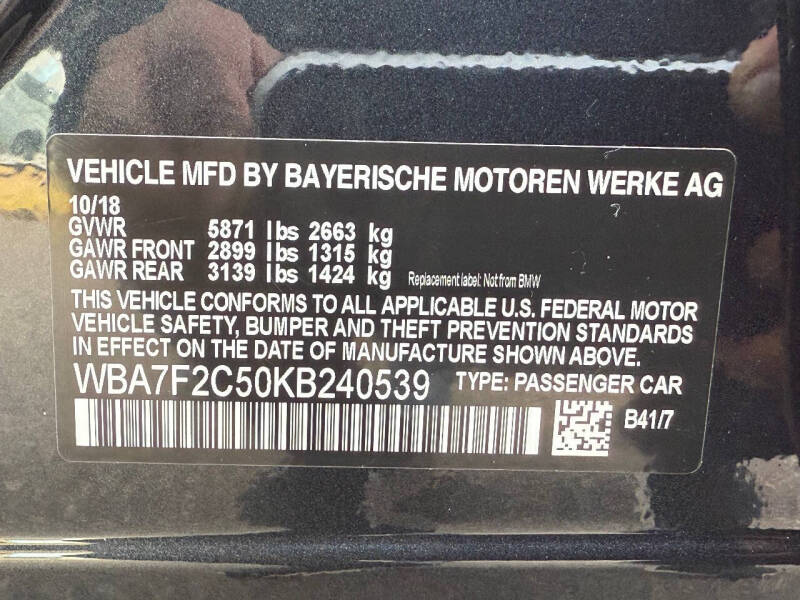 VEHICLE MFD BY BAYERISCHE MOTOREN WERKE AG
10/18
GVWR 5871 lbs 2663 kg
GAWR FRONT 2899 lbs 1315 kg
GAWR REAR 3139 lbs 1424 kg Replacement label: Not from BMW
THIS VEHICLE CONFORMS TO ALL APPLICABLE U.S. FEDERAL MOTOR
VEHICLE SAFETY, BUMPER AND THEFT PREVENTION STANDARDS
IN EFFECT ON THE DATE OF MANUFACTURE SHOWN ABOVE.
WBA7F2C50KB240539 TYPE: PASSENGER CAR
B41/7